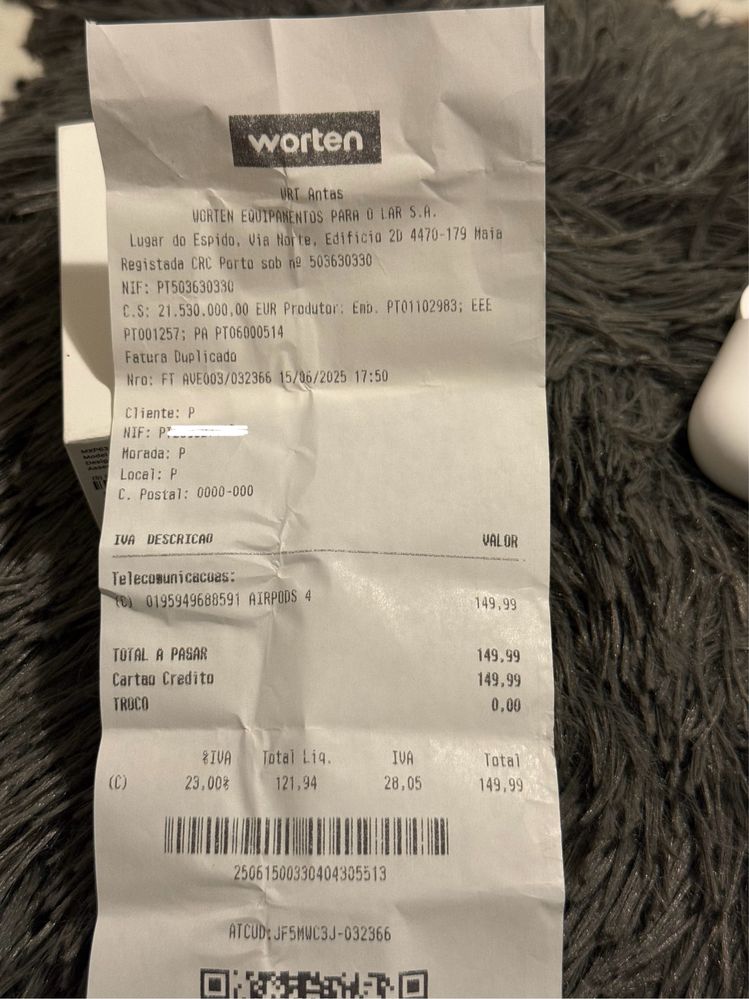 worten
WRT Antas
WORTEN EQUIPAMENTOS PARA O LAR S.A.
Lugar do Espido, Via Norte, Edificio 2D 4470-179 Maia
Registada CRC Porto sob nº 503630330
NIF: PT503630330
C.S: 21.530.000,00 EUR Produtor: Emb. PT01102983; EEE
PT001257; PA PT06000514
Fatura Duplicado
Nro: FT AVE003/032366 15/06/2025 17:50
Cliente: P
NIF:
Morada: P
Local: P
C. Postal: 0000-000
IVA DESCRICAO VALOR
Telecomunicacoas:
(C) 0195949688591 AIRPODS 4 149,99
TOTAL A PAGAR 149,99
Cartao Credito 149,99
TROCO 0,00
%IVA Total Liq. IVA Total
(C) 23,00% 121,94 28,05 149,99
25061500330404305513
ATCUD:JF5MWC3J-032366